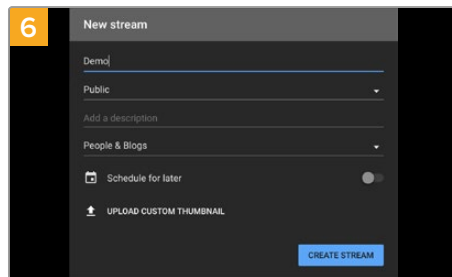 6
New stream
Demo
Public
Add a description
People & Blogs
Schedule for later
UPLOAD CUSTOM THUMBNAIL
CREATE STREAM